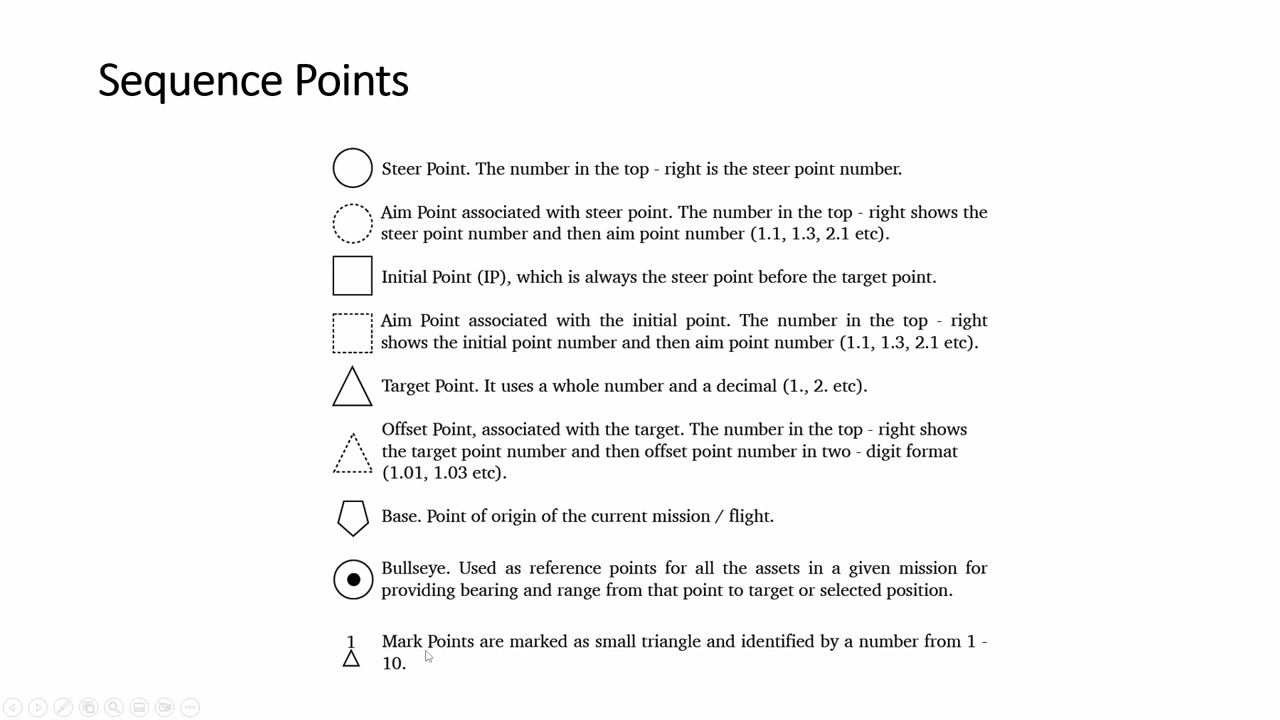 Sequence Points
Steer Point. The number in the top - right is the steer point number.
Aim Point associated with steer point. The number in the top - right shows the
steer point number and then aim point number (1.1, 1.3, 2.1 etc).
Initial Point (IP), which is always the steer point before the target point.
Aim Point associated with the initial point. The number in the top - right
shows the initial point number and then aim point number (1.1, 1.3, 2.1 etc).
Target Point. It uses a whole number and a decimal (1., 2. etc).
Offset Point, associated with the target. The number in the top - right shows
the target point number and then offset point number in two - digit format
(1.01, 1.03 etc).
Base. Point of origin of the current mission / flight.
Bullseye. Used as reference points for all the assets in a given mission for
providing bearing and range from that point to target or selected position.
1
Mark Points are marked as small triangle and identified by a number from 1 -
10.